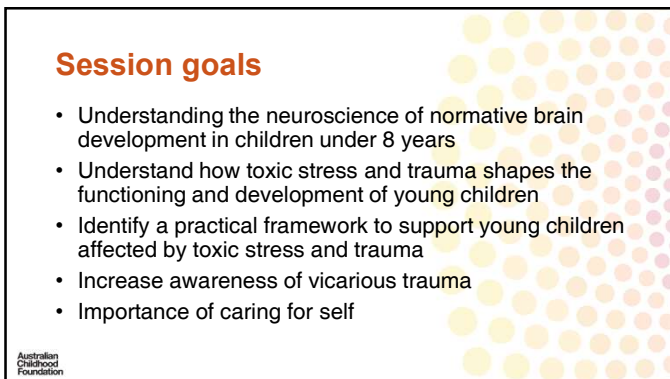 Session goals
• Understanding the neuroscience of normative brain
development in children under 8 years
• Understand how toxic stress and trauma shapes the
functioning and development of young children
• Identify a practical framework to support young children
affected by toxic stress and trauma
• Increase awareness of vicarious trauma
• Importance of caring for self
Australian
Childhood
Foundation